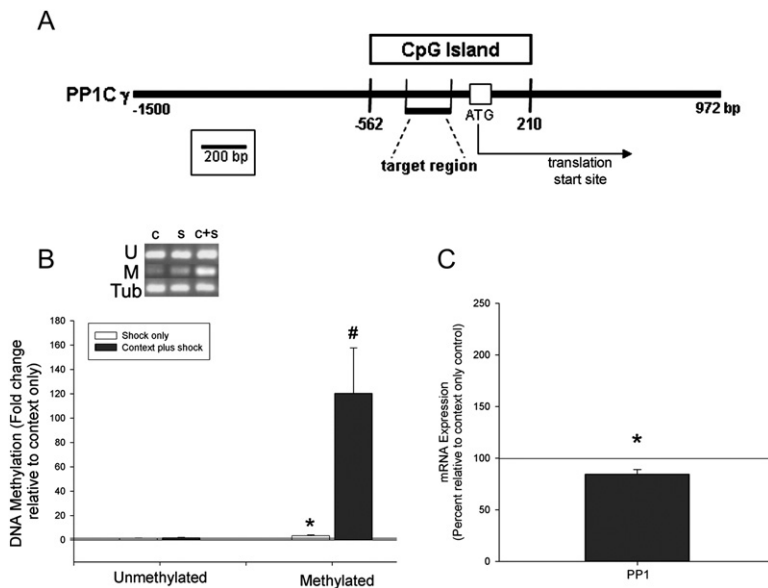 A
CpG Island
PP1C γ
-1500
-562
ATG
210
972 bp
200 bp
target region
translation
start site
B
c s c+s
U
M
Tub
DNA Methylation (Fold change
relative to context only)
180
160
140
120
100
80
60
40
20
0
Shock only
Context plus shock
*
#
Unmethylated
Methylated
C
mRNA Expression
(Percent relative to context only control)
250
200
150
100
50
0
*
PP1